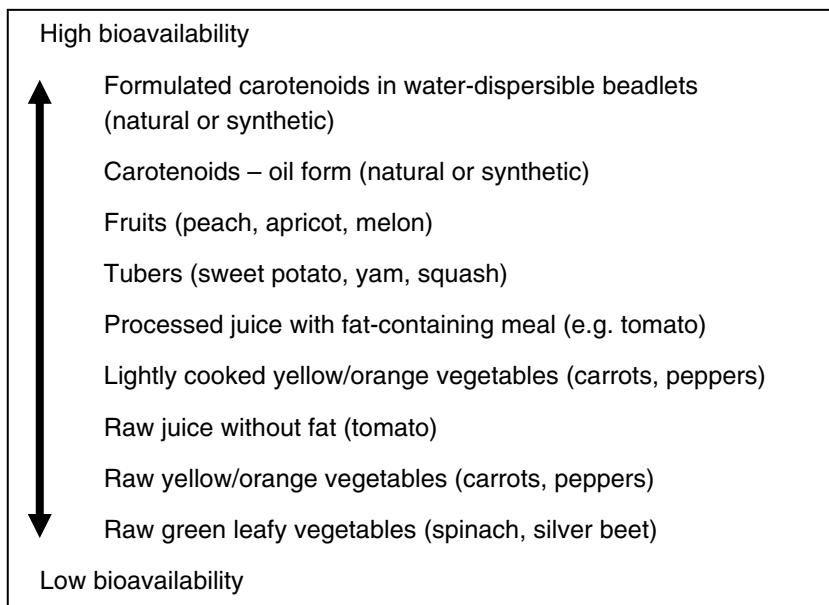 High bioavailability
Formulated carotenoids in water-dispersible beadlets
(natural or synthetic)
Carotenoids – oil form (natural or synthetic)
Fruits (peach, apricot, melon)
Tubers (sweet potato, yam, squash)
Processed juice with fat-containing meal (e.g. tomato)
Lightly cooked yellow/orange vegetables (carrots, peppers)
Raw juice without fat (tomato)
Raw yellow/orange vegetables (carrots, peppers)
Raw green leafy vegetables (spinach, silver beet)
Low bioavailability